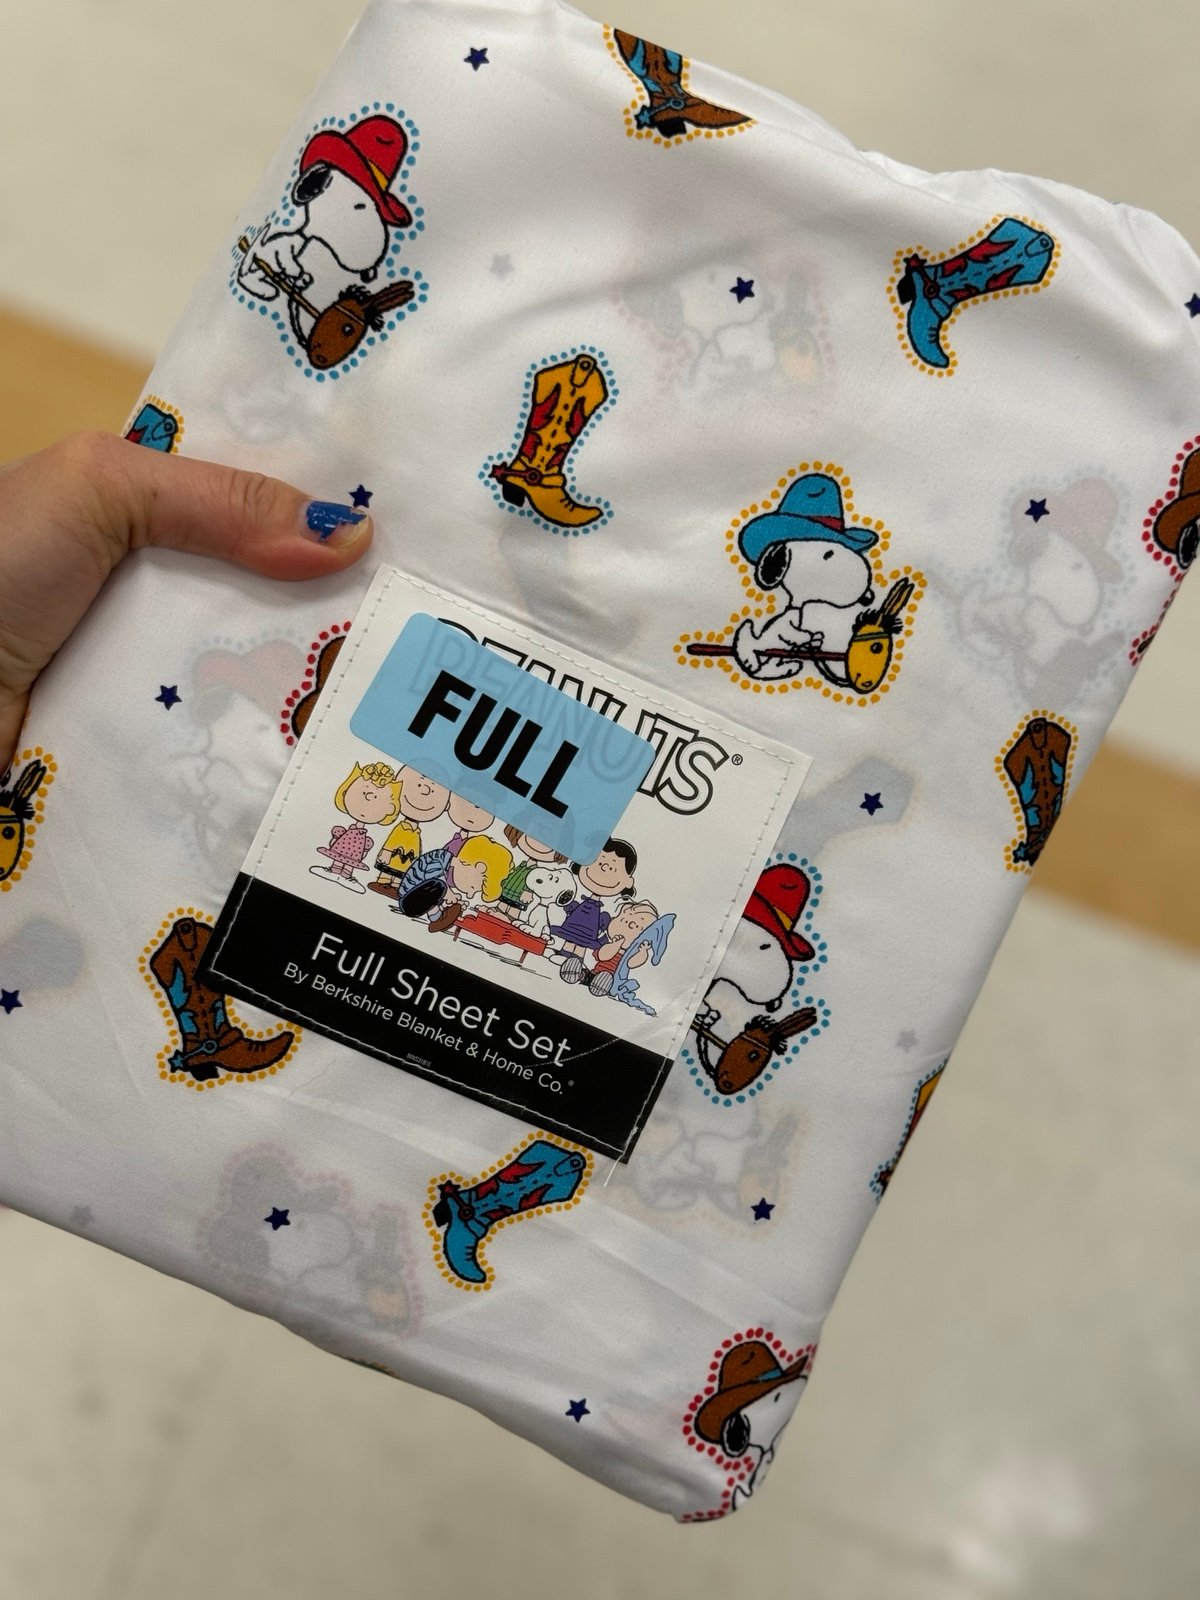 PEANUTS®
FULL
Full Sheet Set
By Berkshire Blanket & Home Co.®